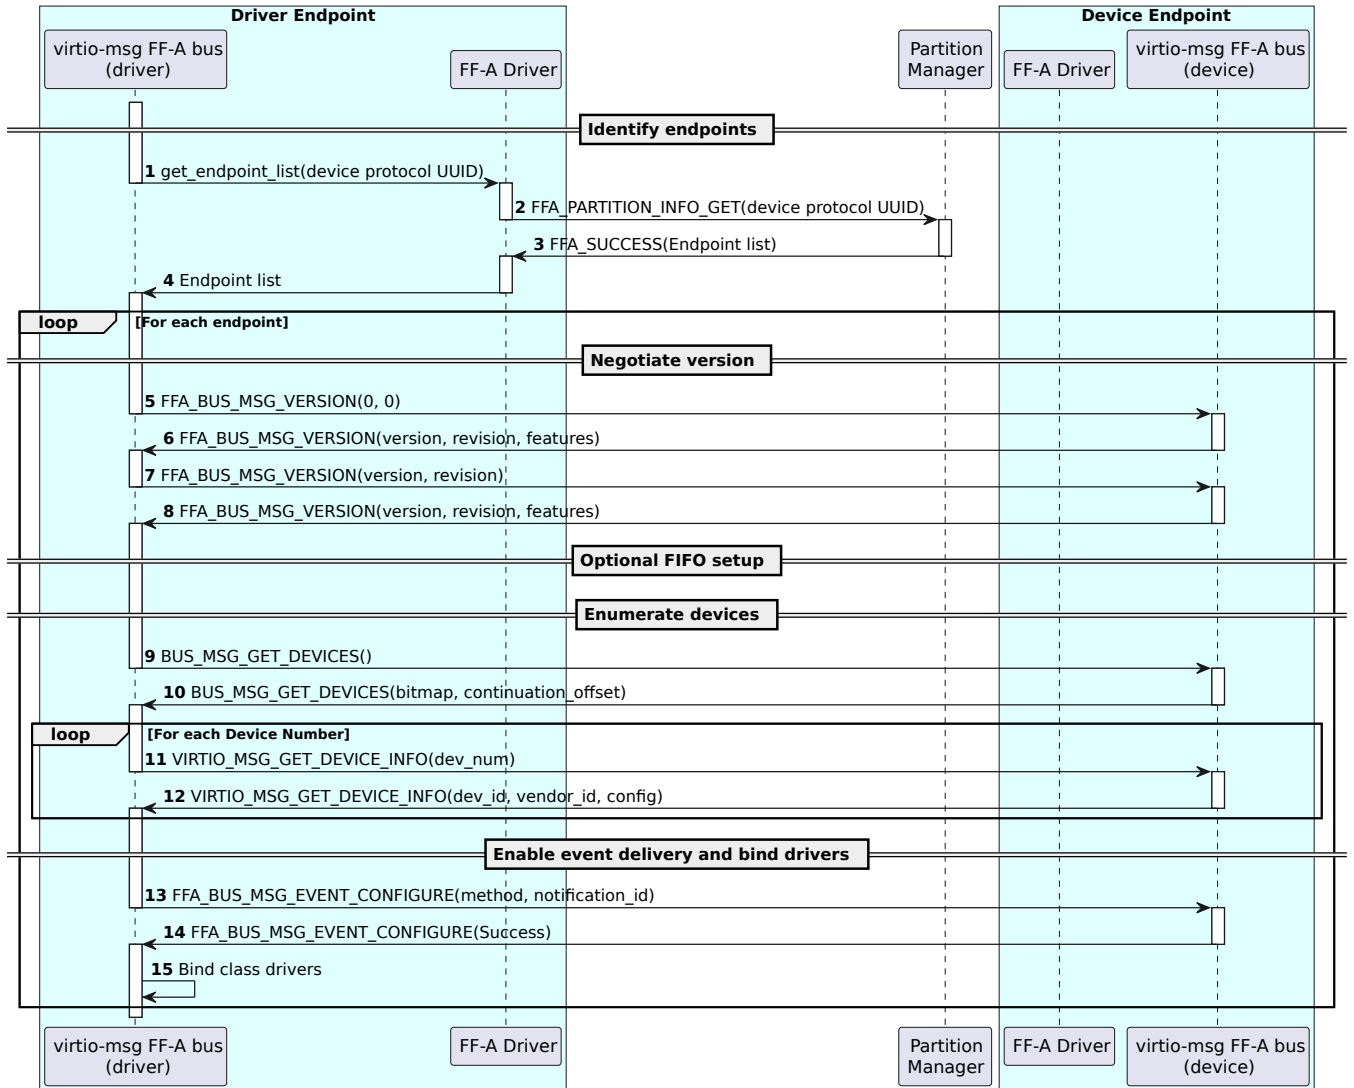 Driver Endpoint
Device Endpoint
virtio-msg FF-A bus
(driver)
FF-A Driver
Partition
Manager
FF-A Driver
virtio-msg FF-A bus
(device)
Identify endpoints
1 get_endpoint_list(device protocol UUID)
2 FFA_PARTITION_INFO_GET(device protocol UUID)
3 FFA_SUCCESS(Endpoint list)
4 Endpoint list
loop [For each endpoint]
Negotiate version
5 FFA_BUS_MSG_VERSION(0, 0)
6 FFA_BUS_MSG_VERSION(version, revision, features)
7 FFA_BUS_MSG_VERSION(version, revision)
8 FFA_BUS_MSG_VERSION(version, revision, features)
Optional FIFO setup
Enumerate devices
9 BUS_MSG_GET_DEVICES()
10 BUS_MSG_GET_DEVICES(bitmap, continuation_offset)
loop [For each Device Number]
11 VIRTIO_MSG_GET_DEVICE_INFO(dev_num)
12 VIRTIO_MSG_GET_DEVICE_INFO(dev_id, vendor_id, config)
Enable event delivery and bind drivers
13 FFA_BUS_MSG_EVENT_CONFIGURE(method, notification_id)
14 FFA_BUS_MSG_EVENT_CONFIGURE(Success)
15 Bind class drivers
virtio-msg FF-A bus
(driver)
FF-A Driver
Partition
Manager
FF-A Driver
virtio-msg FF-A bus
(device)